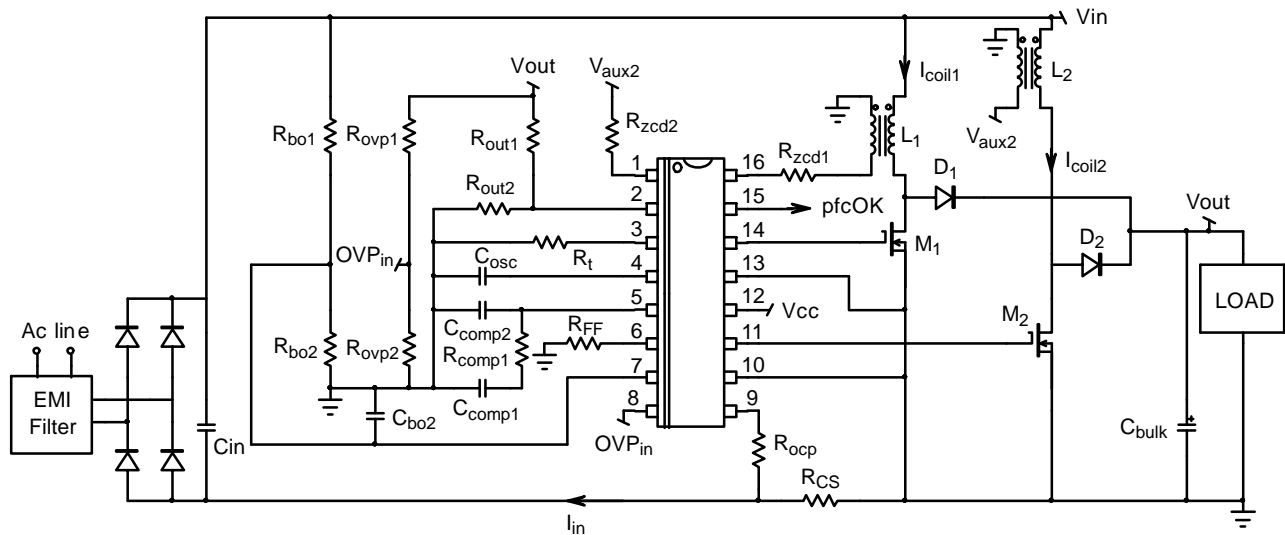 Vin
Vout
Vaux2
Icoil1
L2
Rbo1
Rovp1
Rout1
Rzcd2
L1
Vaux2
Rzcd1
1
16
D1
Icoil2
Rout2
2
15
pfcOK
Vout
3
14
M1
OVPin
Rt
D2
Cosc
4
13
LOAD
5
12
Vcc
Ac line
M2
Ccomp2
RFF
6
11
Rbo2
Rovp2
Rcomp1
EMI
Filter
7
10
Ccomp1
8
9
Cbo2
OVPin
Cin
Rocp
Cbulk
+
RCS
Iin